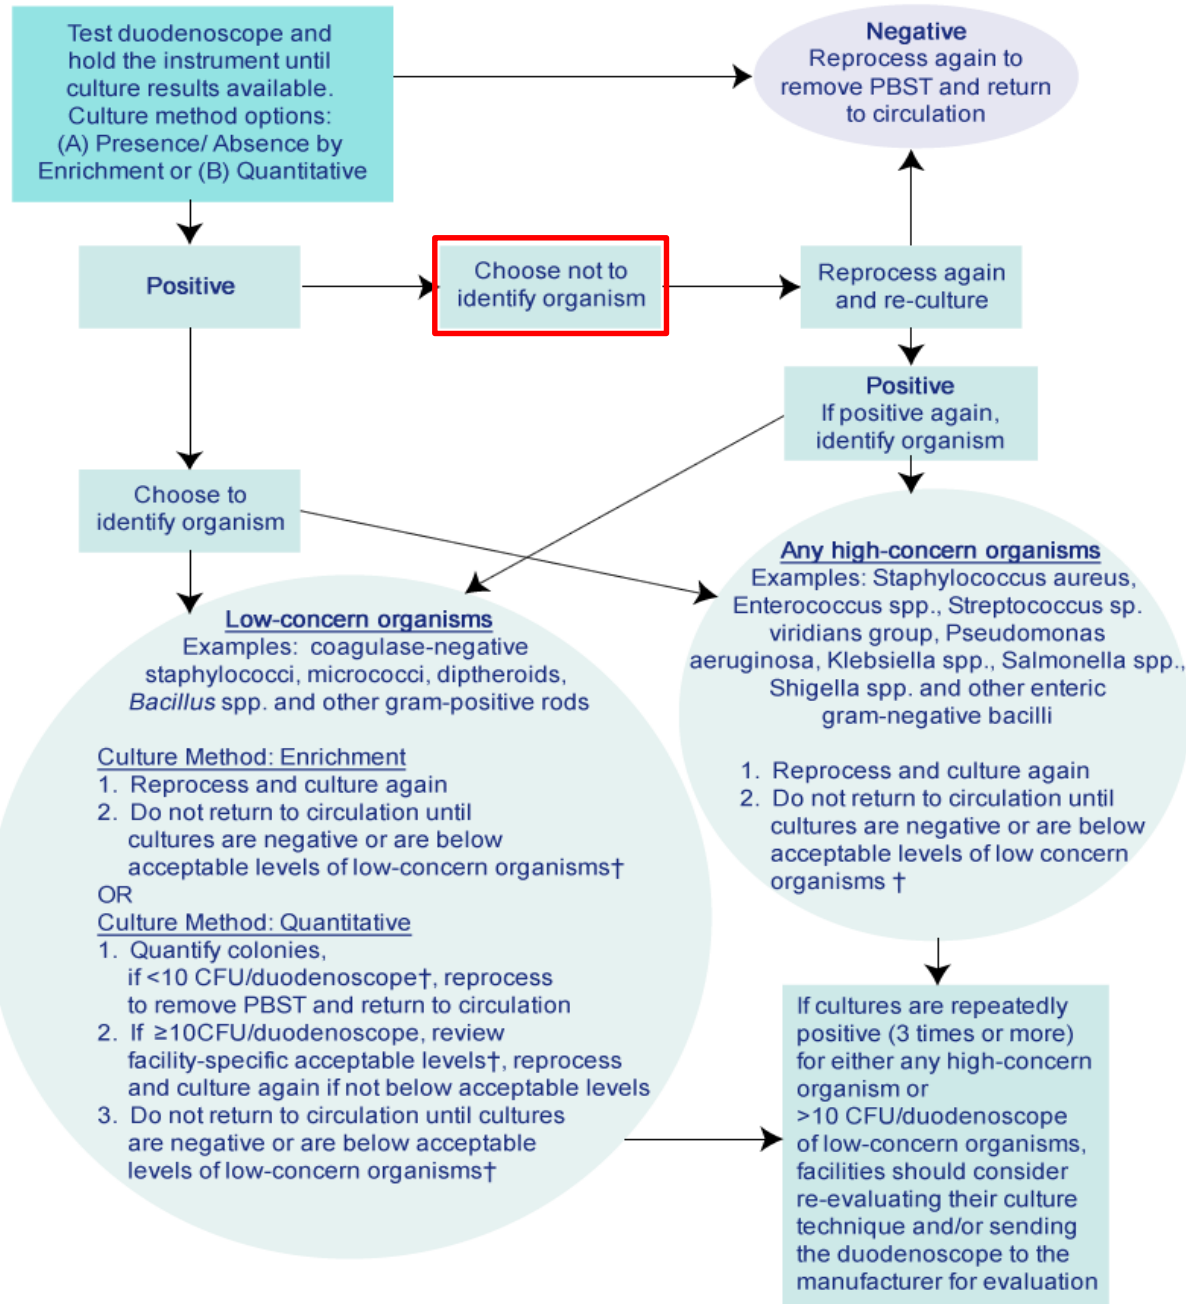 Test duodenoscope and
hold the instrument until
culture results available.
Culture method options:
(A) Presence/ Absence by
Enrichment or (B) Quantitative
Negative
Reprocess again to
remove PBST and return
to circulation
Positive
Choose not to
identify organism
Reprocess again
and re-culture
Positive
If positive again,
identify organism
Choose to
identify organism
Any high-concern organisms
Examples: Staphylococcus aureus,
Enterococcus spp., Streptococcus sp.
viridians group, Pseudomonas
aeruginosa, Klebsiella spp., Salmonella spp.,
Shigella spp. and other enteric
gram-negative bacilli
1. Reprocess and culture again
2. Do not return to circulation until
cultures are negative or are below
acceptable levels of low concern
organisms †
Low-concern organisms
Examples: coagulase-negative
staphylococci, micrococci, diptheroids,
Bacillus spp. and other gram-positive rods
Culture Method: Enrichment
1. Reprocess and culture again
2. Do not return to circulation until
cultures are negative or are below
acceptable levels of low-concern organisms†
OR
Culture Method: Quantitative
1. Quantify colonies,
if <10 CFU/duodenoscope†, reprocess
to remove PBST and return to circulation
2. If ≥10CFU/duodenoscope, review
facility-specific acceptable levels†, reprocess
and culture again if not below acceptable levels
3. Do not return to circulation until cultures
are negative or are below acceptable
levels of low-concern organisms†
If cultures are repeatedly
positive (3 times or more)
for either any high-concern
organism or
>10 CFU/duodenoscope
of low-concern organisms,
facilities should consider
re-evaluating their culture
technique and/or sending
the duodenoscope to the
manufacturer for evaluation